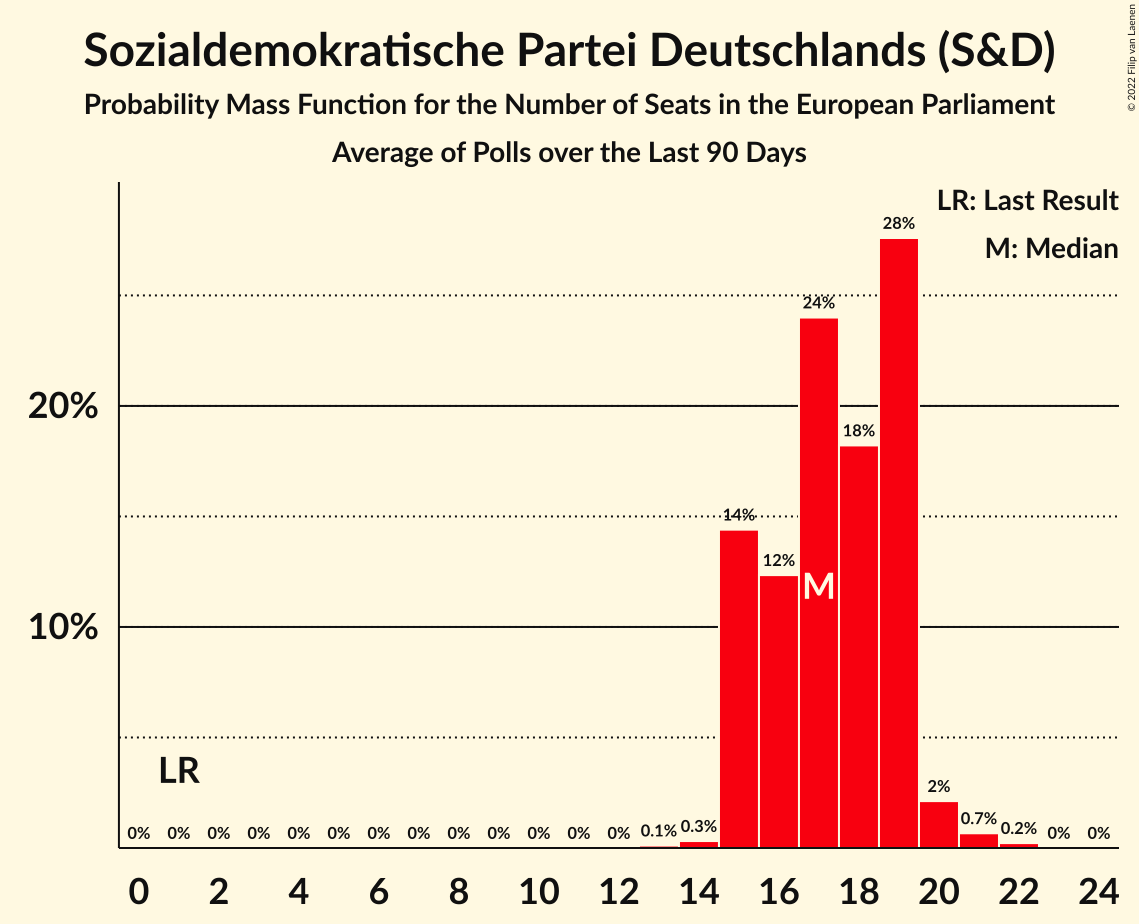 Sozialdemokratische Partei Deutschlands (S&D)
Probability Mass Function for the Number of Seats in the European Parliament
Average of Polls over the Last 90 Days
© 2022 Filip van Laenen
LR: Last Result
M: Median
28%
24%
20%
18%
14%
12%
M
10%
LR
2%
0% 0% 0% 0% 0% 0% 0% 0% 0% 0% 0% 0% 0% 0.1% 0.3% 0.7% 0.2% 0% 0%
0 2 4 6 8 10 12 14 16 18 20 22 24